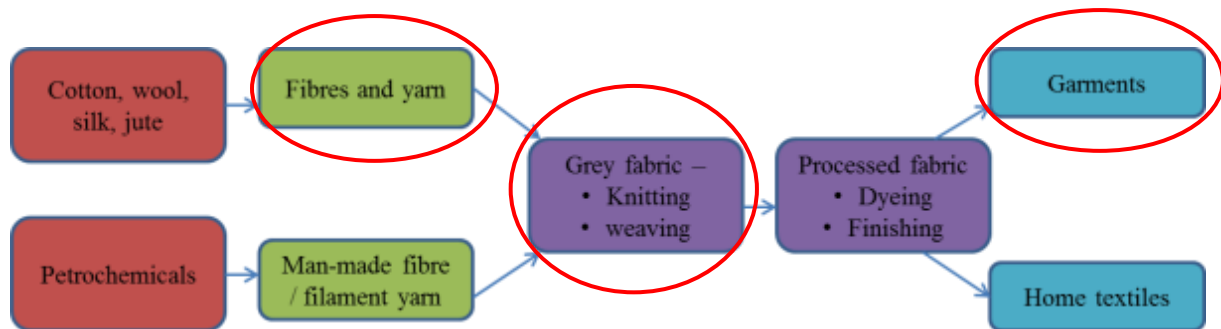 Cotton, wool,
silk, jute
Fibres and yarn
Grey fabric –
• Knitting
• weaving
Processed fabric
• Dyeing
• Finishing
Garments
Petrochemicals
Man-made fibre
/ filament yarn
Home textiles